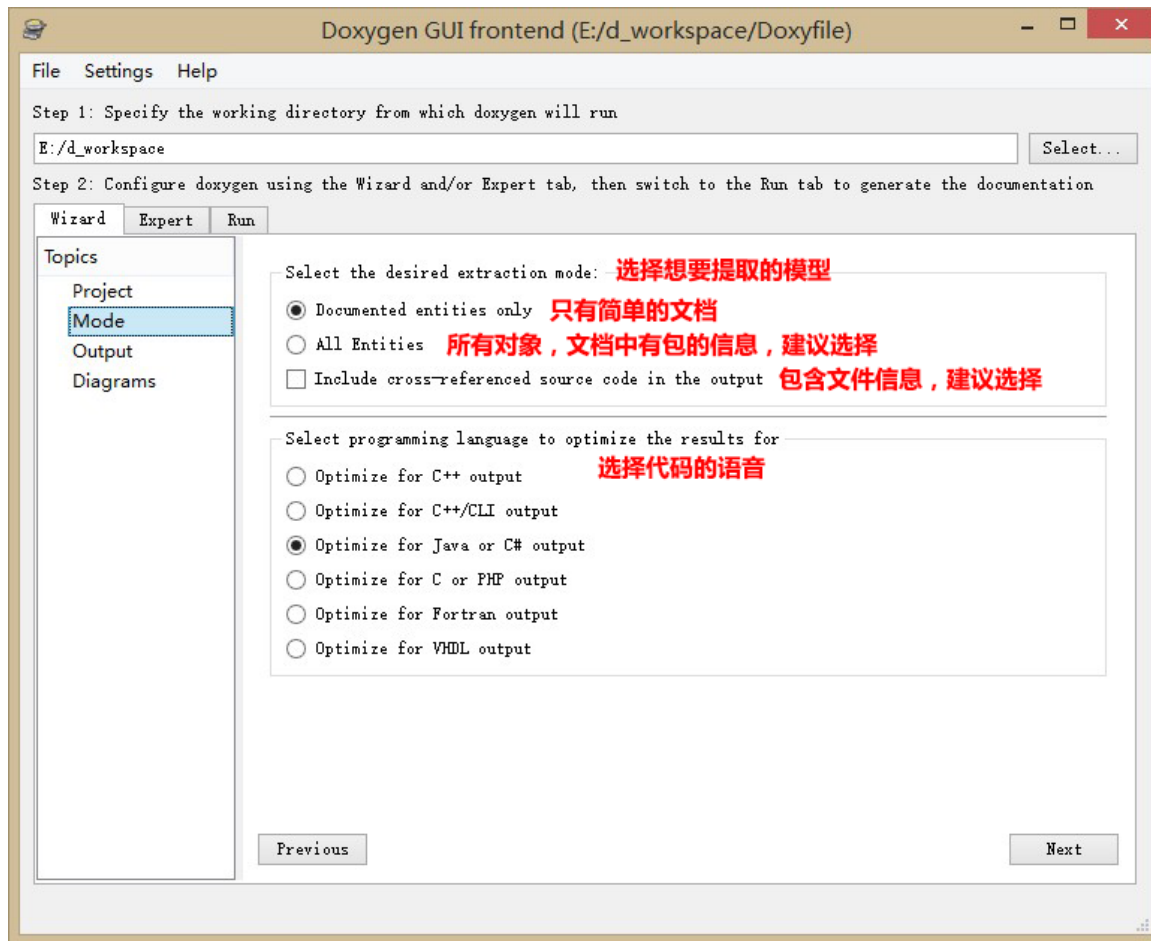 Doxygen GUI frontend (E:/d_workspace/Doxyfile)
File Settings Help
Step 1: Specify the working directory from which doxygen will run
E:/d_workspace Select...
Step 2: Configure doxygen using the Wizard and/or Expert tab, then switch to the Run tab to generate the documentation
Wizard Expert Run
Topics
Project
Mode
Output
Diagrams
Select the desired extraction mode: 选择想要提取的模型
Documented entities only 只有简单的文档
All Entities 所有对象，文档中有包的信息，建议选择
Include cross-referenced source code in the output 包含文件信息，建议选择
Select programming language to optimize the results for
选择代码的语音
Optimize for C++ output
Optimize for C++/CLI output
Optimize for Java or C# output
Optimize for C or PHP output
Optimize for Fortran output
Optimize for VHDL output
Previous Next